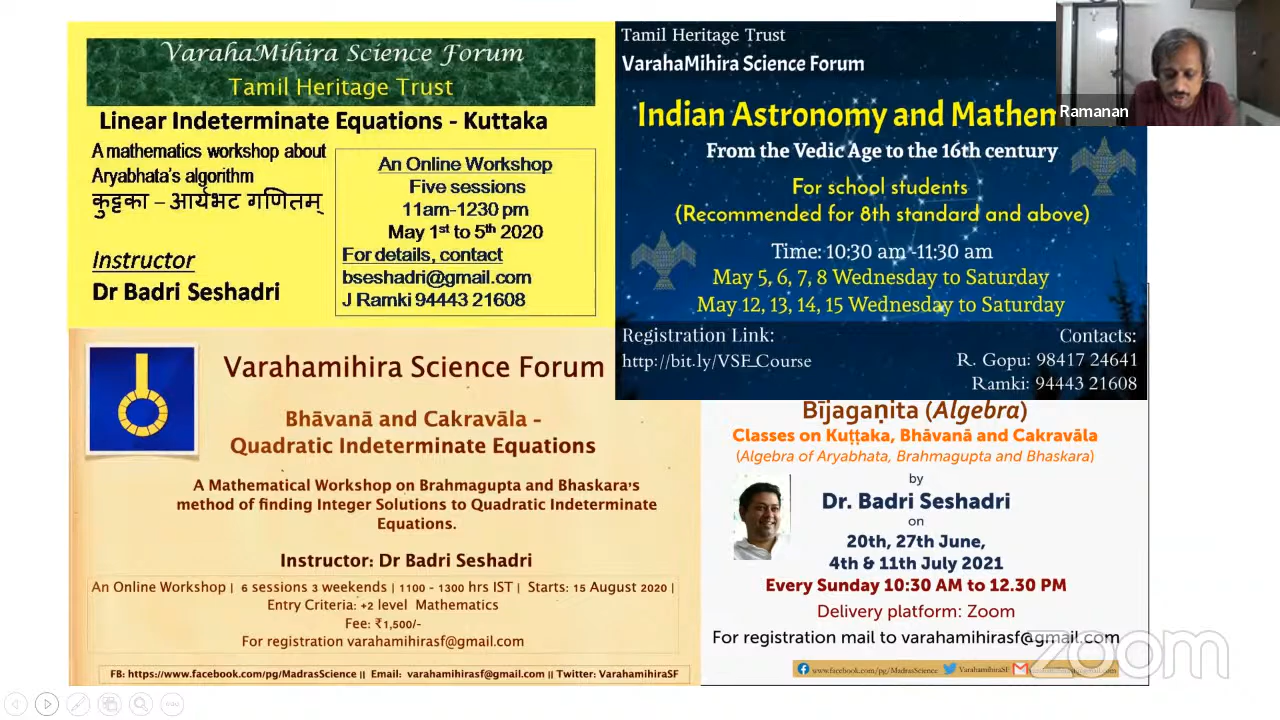 VarahaMihira Science Forum
Tamil Heritage Trust
Linear Indeterminate Equations - Kuttaka
A mathematics workshop about
Aryabhata's algorithm
कुट्टका – आर्यभट गणितम्
Instructor
Dr Badri Seshadri
An Online Workshop
Five sessions
11am-1230 pm
May 1st to 5th 2020
For details, contact
bseshadri@gmail.com
J Ramki 94443 21608
Tamil Heritage Trust
VarahaMihira Science Forum
Indian Astronomy and Mathen
From the Vedic Age to the 16th century
For school students
(Recommended for 8th standard and above)
Time: 10:30 am -11:30 am
May 5, 6, 7, 8 Wednesday to Saturday
May 12, 13, 14, 15 Wednesday to Saturday
Registration Link:
http://bit.ly/VSF_Course
Contacts:
R. Gopu: 98417 24641
Ramki: 94443 21608
Ramanan
Varahamihira Science Forum
Bhāvanā and Cakravāla -
Quadratic Indeterminate Equations
A Mathematical Workshop on Brahmagupta and Bhaskara's
method of finding Integer Solutions to Quadratic Indeterminate
Equations.
Instructor: Dr Badri Seshadri
An Online Workshop | 6 sessions 3 weekends | 1100 - 1300 hrs IST | Starts: 15 August 2020 |
Entry Criteria: +2 level Mathematics
Fee: ₹1,500/-
For registration varahamihirasf@gmail.com
FB: https://www.facebook.com/pg/MadrasScience || Email: varahamihirasf@gmail.com || Twitter: VarahamihiraSF
Bījagaṇita (Algebra)
Classes on Kuṭṭaka, Bhāvanā and Cakravāla
(Algebra of Aryabhata, Brahmagupta and Bhaskara)
by
Dr. Badri Seshadri
on
20th, 27th June,
4th & 11th July 2021
Every Sunday 10:30 AM to 12.30 PM
Delivery platform: Zoom
For registration mail to varahamihirasf@gmail.com
www.facebook.com/pg/MadrasScience VarahamihiraSF
zoom